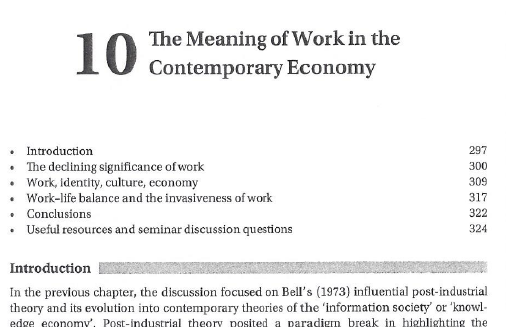 10 The Meaning of Work in the
Contemporary Economy
• Introduction 297
• The declining significance of work 300
• Work, identity, culture, economy 309
• Work–life balance and the invasiveness of work 317
• Conclusions 322
• Useful resources and seminar discussion questions 324
Introduction
In the previous chapter, the discussion focused on Bell's (1973) influential post-industrial
theory and its evolution into contemporary theories of the 'information society' or 'knowl-
edge economy'. Post-industrial theory posited a paradigm break in highlighting the